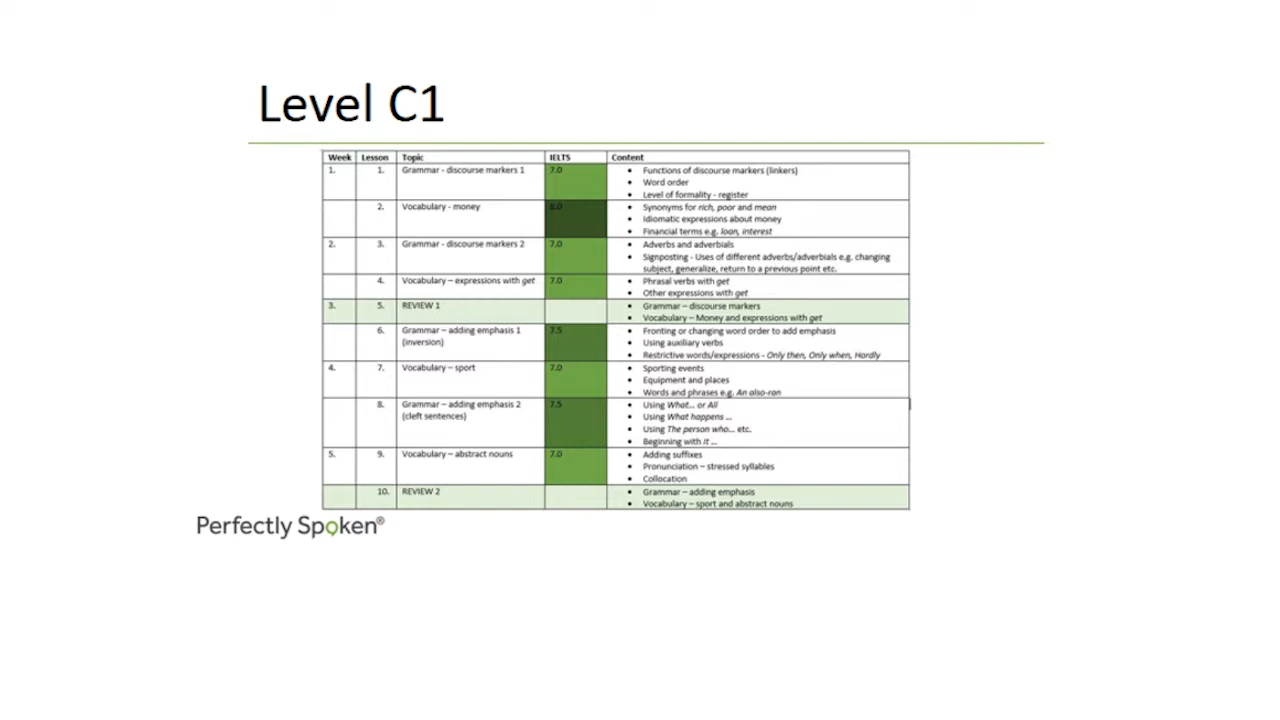 Level C1
Week Lesson Topic IELTS Content
1. 1. Grammar - discourse markers 1 7.0 • Functions of discourse markers (linkers)
• Word order
• Level of formality - register
2. Vocabulary - money 8.0 • Synonyms for rich, poor and mean
• Idiomatic expressions about money
• Financial terms e.g. loan, interest
2. 3. Grammar - discourse markers 2 7.0 • Adverbs and adverbials
• Signposting - Uses of different adverbs/adverbials e.g. changing
subject, generalize, return to a previous point etc.
4. Vocabulary – expressions with get 7.0 • Phrasal verbs with get
• Other expressions with get
3. 5. REVIEW 1 • Grammar – discourse markers
• Vocabulary – Money and expressions with get
6. Grammar – adding emphasis 1 7.5 • Fronting or changing word order to add emphasis
(inversion) • Using auxiliary verbs
• Restrictive words/expressions - Only then, Only when, Hardly
4. 7. Vocabulary – sport 7.0 • Sporting events
• Equipment and places
• Words and phrases e.g. An also-ran
8. Grammar – adding emphasis 2 7.5 • Using What... or All
(cleft sentences) • Using What happens ...
• Using The person who... etc.
• Beginning with It ...
5. 9. Vocabulary – abstract nouns 7.0 • Adding suffixes
• Pronunciation – stressed syllables
• Collocation
10. REVIEW 2 • Grammar – adding emphasis
• Vocabulary – sport and abstract nouns
Perfectly Spoken®